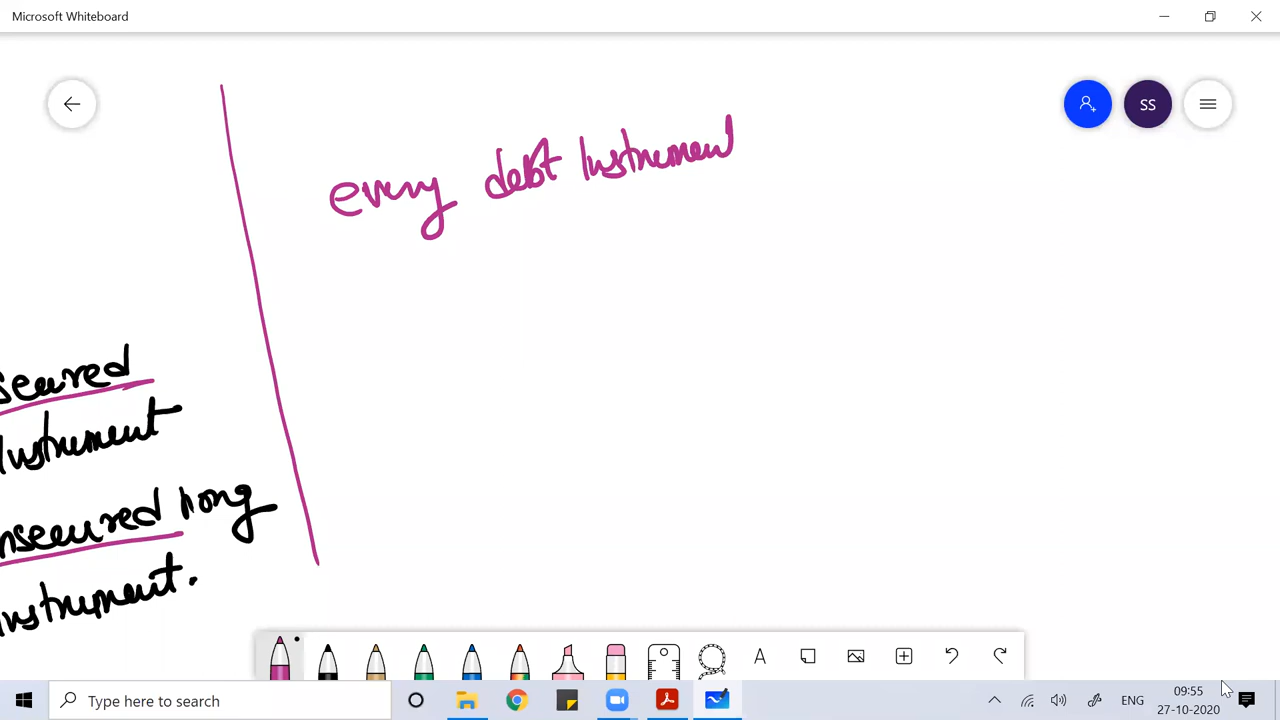 Microsoft Whiteboard
SS
every debt Instrument
secured
Instrument
nsecured long
instrument.
A
Type here to search
ENG
09:55
27-10-2020